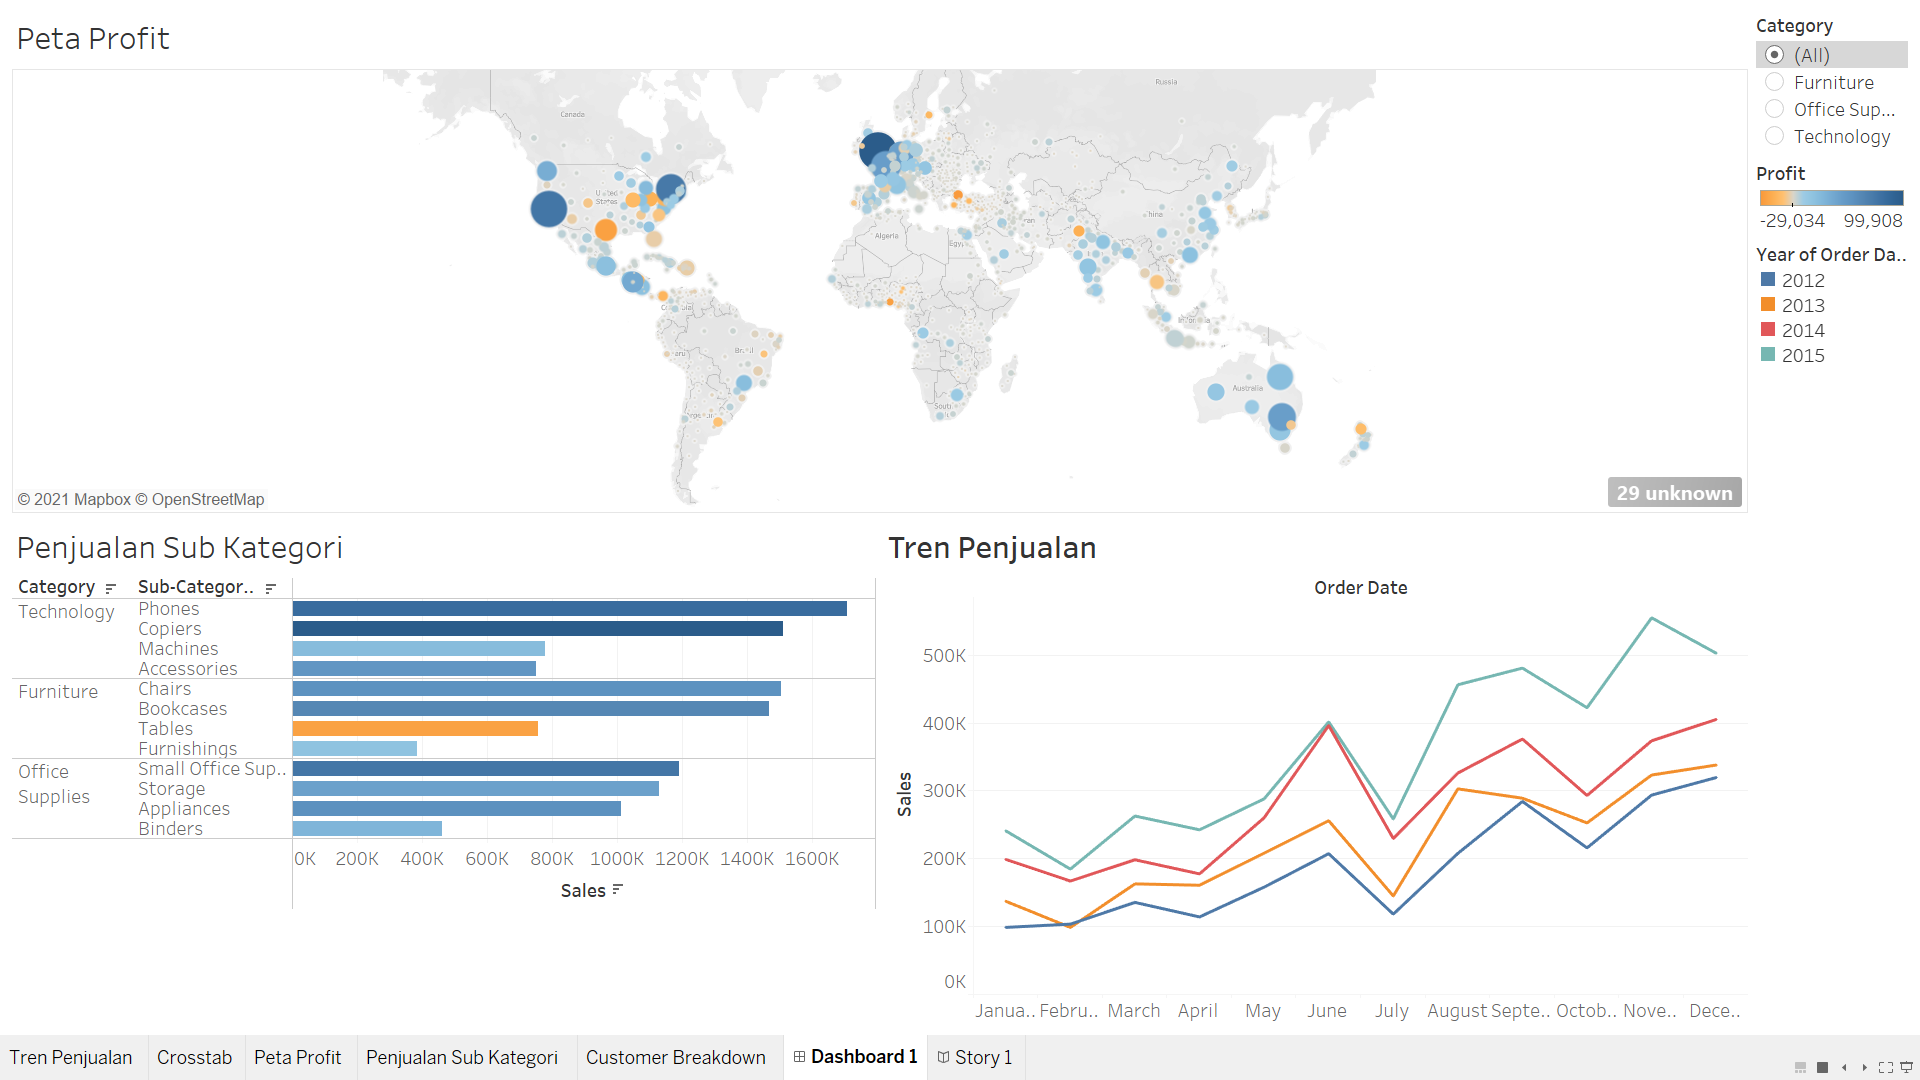 Peta Profit
Russia
Canada
United
States
China
Iran
Algeria
Egypt
Brazil
Peru
Australia
© 2021 Mapbox © OpenStreetMap
29 unknown
Category
(All)
Furniture
Office Sup...
Technology
Profit
-29,034 99,908
Year of Order Da..
2012
2013
2014
2015
Penjualan Sub Kategori
Category Sub-Categor..
Technology Phones
Copiers
Machines
Accessories
Furniture Chairs
Bookcases
Tables
Furnishings
Office Supplies Small Office Sup..
Storage
Appliances
Binders
0K 200K 400K 600K 800K 1000K 1200K 1400K 1600K
Sales
Tren Penjualan
Order Date
Sales
500K
400K
300K
200K
100K
0K
Janua.. Febru.. March April May June July August Septe.. Octob.. Nove.. Dece..
Tren Penjualan Crosstab Peta Profit Penjualan Sub Kategori Customer Breakdown Dashboard 1 Story 1